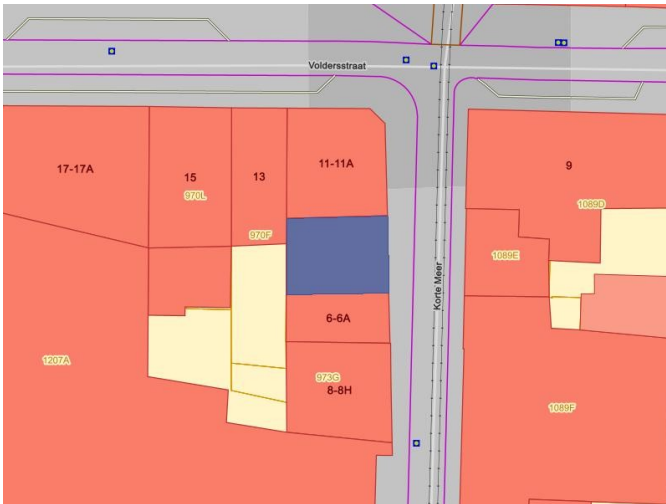 Voldersstraat
17-17A
15
970L
13
970F
11-11A
9
1089D
1089E
Korte Meer
6-6A
1207A
973G
8-8H
1089F